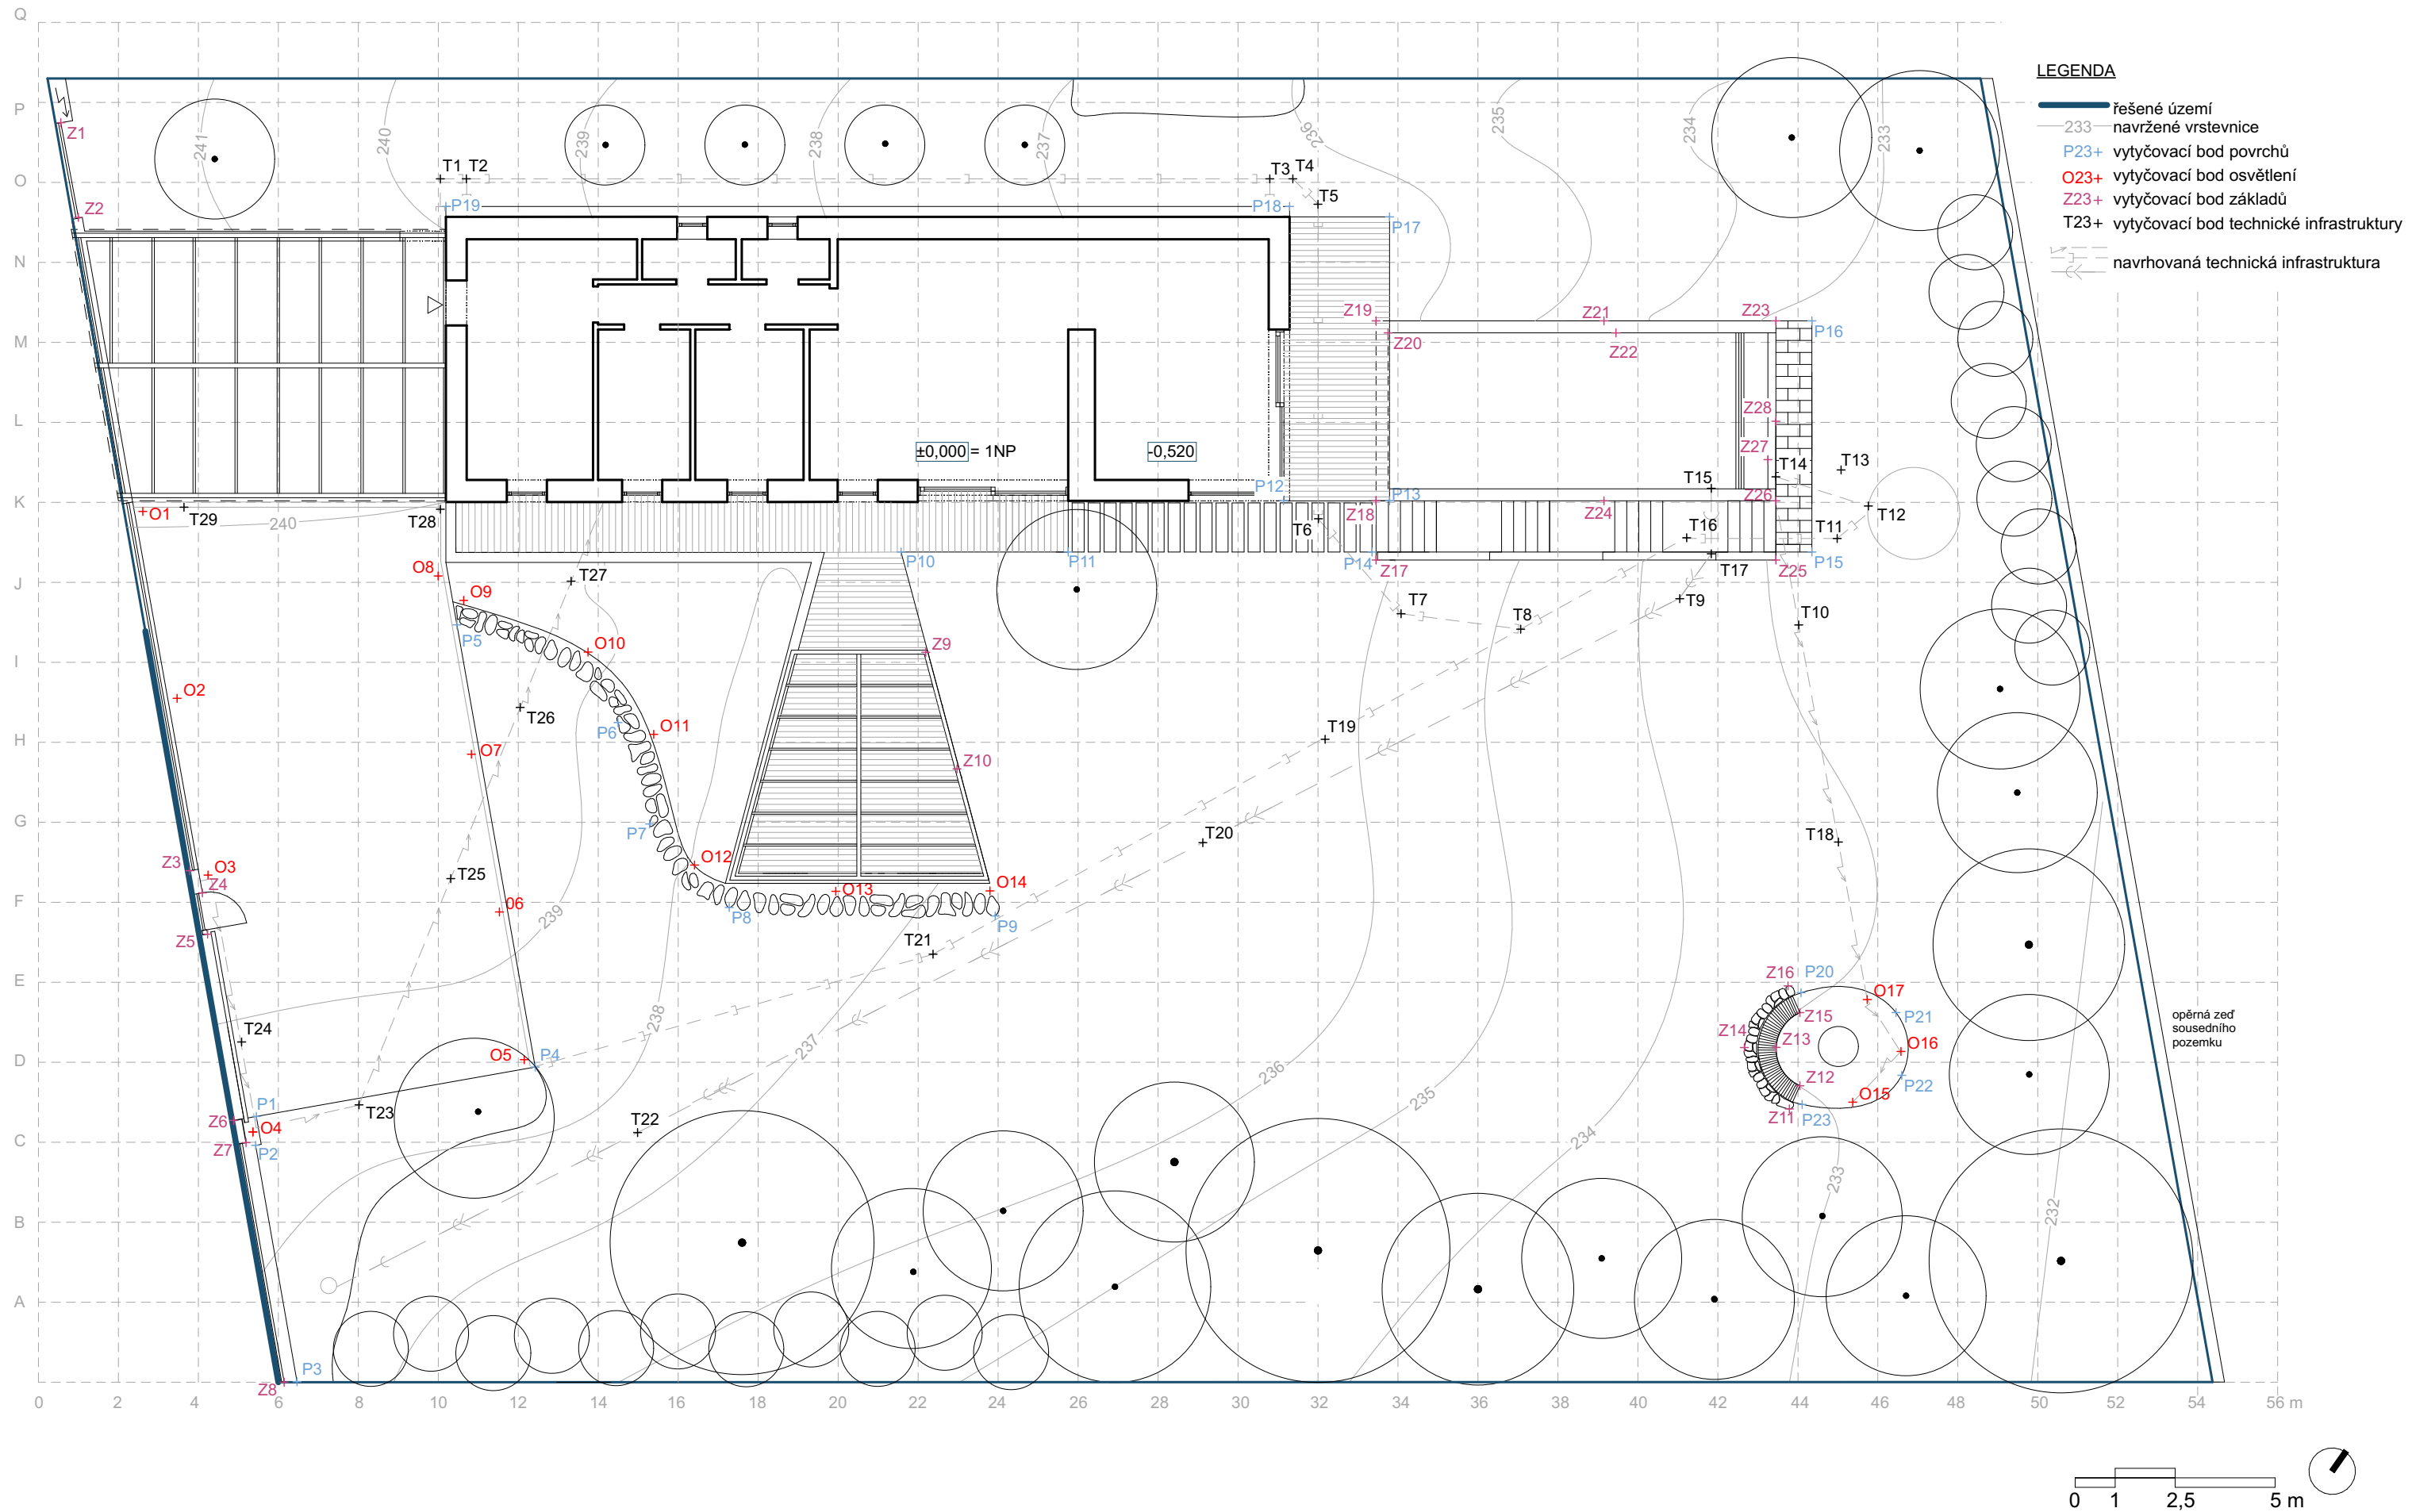 Q
P
O
N
M
L
K
J
I
H
G
F
E
D
C
B
A
0 2 4 6 8 10 12 14 16 18 20 22 24 26 28 30 32 34 36 38 40 42 44 46 48 50 52 54 56 m
LEGENDA
řešené území
233 navržené vrstevnice
P23+ vytyčovací bod povrchů
O23+ vytyčovací bod osvětlení
Z23+ vytyčovací bod základů
T23+ vytyčovací bod technické infrastruktury
navrhovaná technická infrastruktura
Z1
241
240
239
238
237
236
235
234
233
T1 T2
T3 T4
T5
Z2
P19
P18
P17
Z19
Z20
Z21
Z22
Z23
P16
Z28
Z27
±0,000 = 1NP
-0,520
T15
T14
T13
P12
P13
Z26
O1
T29
240
T28
T6
Z18
Z24
T16
T11
T12
P10
P11
P14
Z17
T17
Z25
P15
O8
T27
O9
P5
O10
T7
T8
T9
T10
Z9
O2
T26
P6
O11
T19
O7
Z10
P7
T20
T18
Z3
O3
Z4
T25
O12
O13
O14
06
P8
P9
239
Z5
T21
Z16
P20
O17
P21
Z15
T24
238
237
Z14
Z13
O16
O5
P4
236
Z12
P22
opěrná zeď
sousedního
pozemku
P1
T23
Z6
O4
T22
235
O15
Z11
P23
Z7
P2
234
233
232
P3
Z8
0 1 2,5 5 m